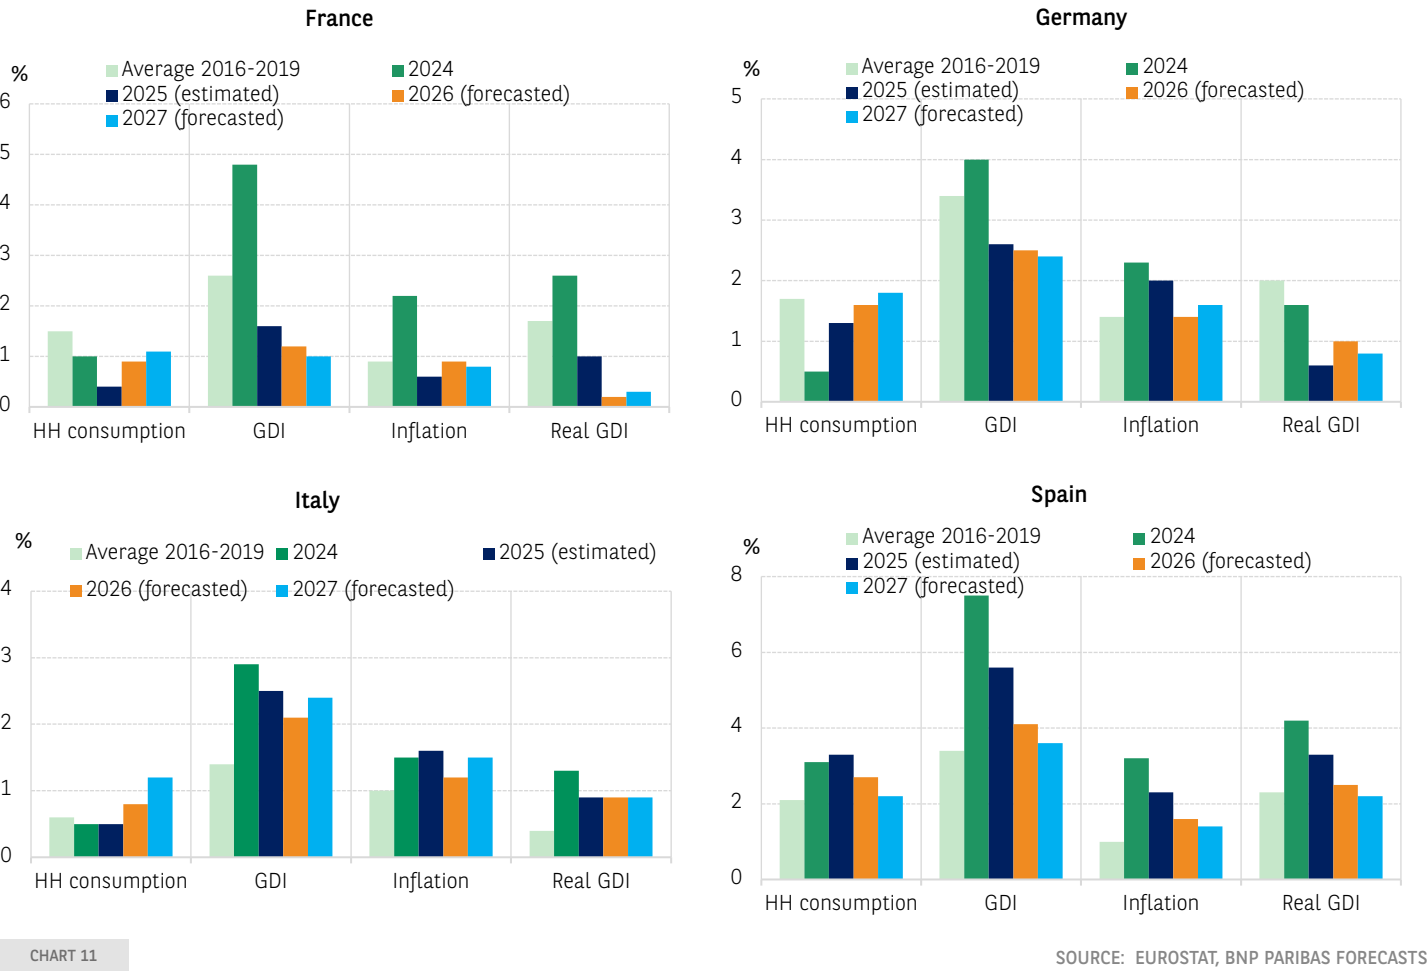 France
%
Average 2016-2019
2024
2025 (estimated)
2026 (forecasted)
2027 (forecasted)
6
5
4
3
2
1
0
HH consumption
GDI
Inflation
Real GDI
Germany
%
Average 2016-2019
2024
2025 (estimated)
2026 (forecasted)
2027 (forecasted)
5
4
3
2
1
0
HH consumption
GDI
Inflation
Real GDI
Italy
%
Average 2016-2019
2024
2025 (estimated)
2026 (forecasted)
2027 (forecasted)
4
3
2
1
0
HH consumption
GDI
Inflation
Real GDI
Spain
%
Average 2016-2019
2024
2025 (estimated)
2026 (forecasted)
2027 (forecasted)
8
6
4
2
0
HH consumption
GDI
Inflation
Real GDI
CHART 11
SOURCE: EUROSTAT, BNP PARIBAS FORECASTS